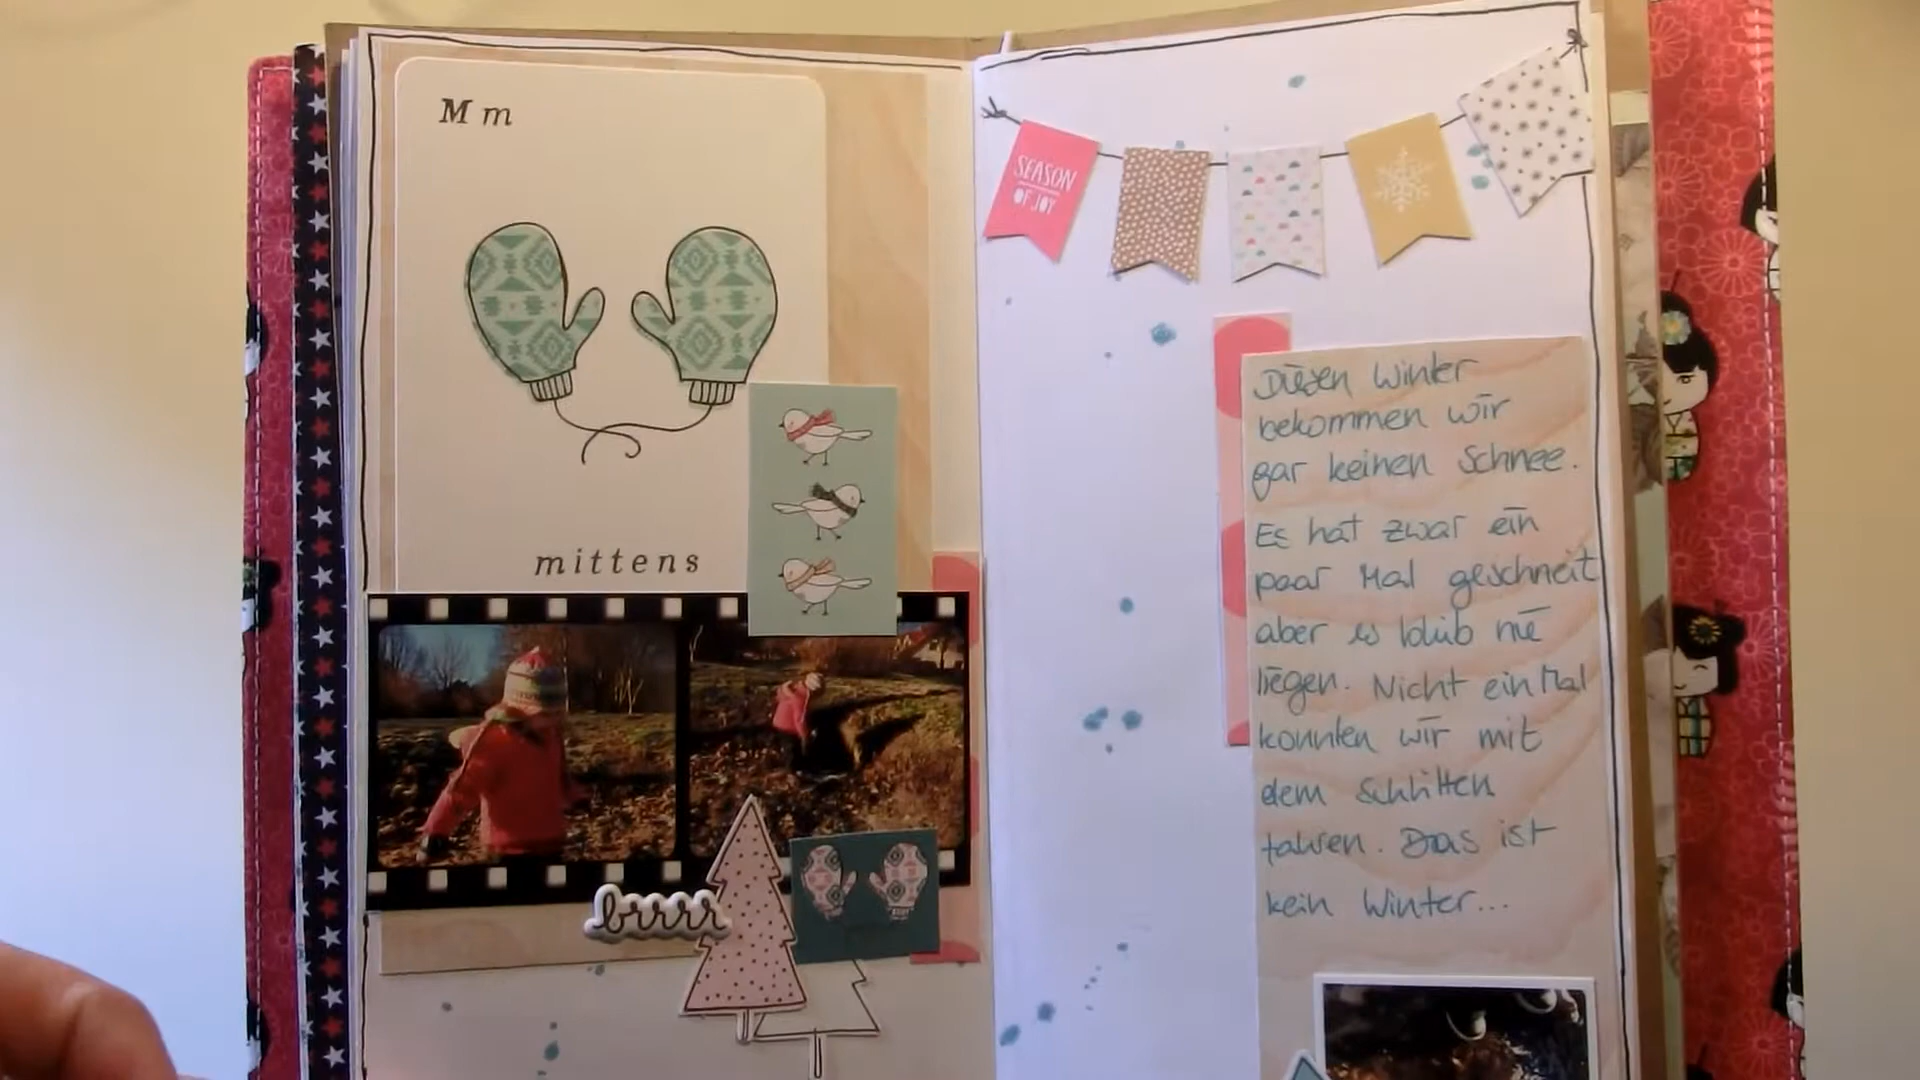 M m
mittens
brrrr
SEASON
OF JOY
Diesen Winter
bekommen wir
gar keinen Schnee.
Es hat zwar ein
paar Mal geschneit
aber es blieb nie
liegen. Nicht ein Mal
konnten wir mit
dem Schlitten
fahren. Das ist
kein Winter...